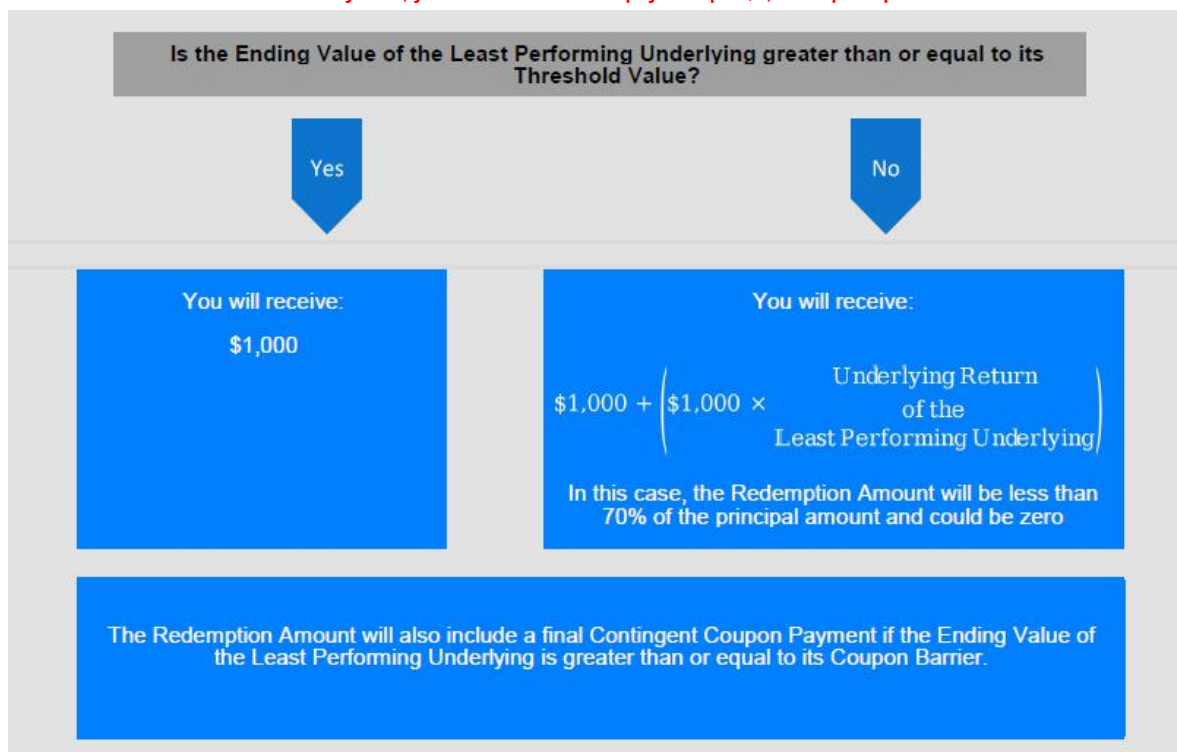 Is the Ending Value of the Least Performing Underlying greater than or equal to its
Threshold Value?
Yes
No
You will receive:
$1,000
You will receive:
$1,000 + ($1,000 × Underlying Return
of the
Least Performing Underlying)
In this case, the Redemption Amount will be less than
70% of the principal amount and could be zero
The Redemption Amount will also include a final Contingent Coupon Payment if the Ending Value of
the Least Performing Underlying is greater than or equal to its Coupon Barrier.